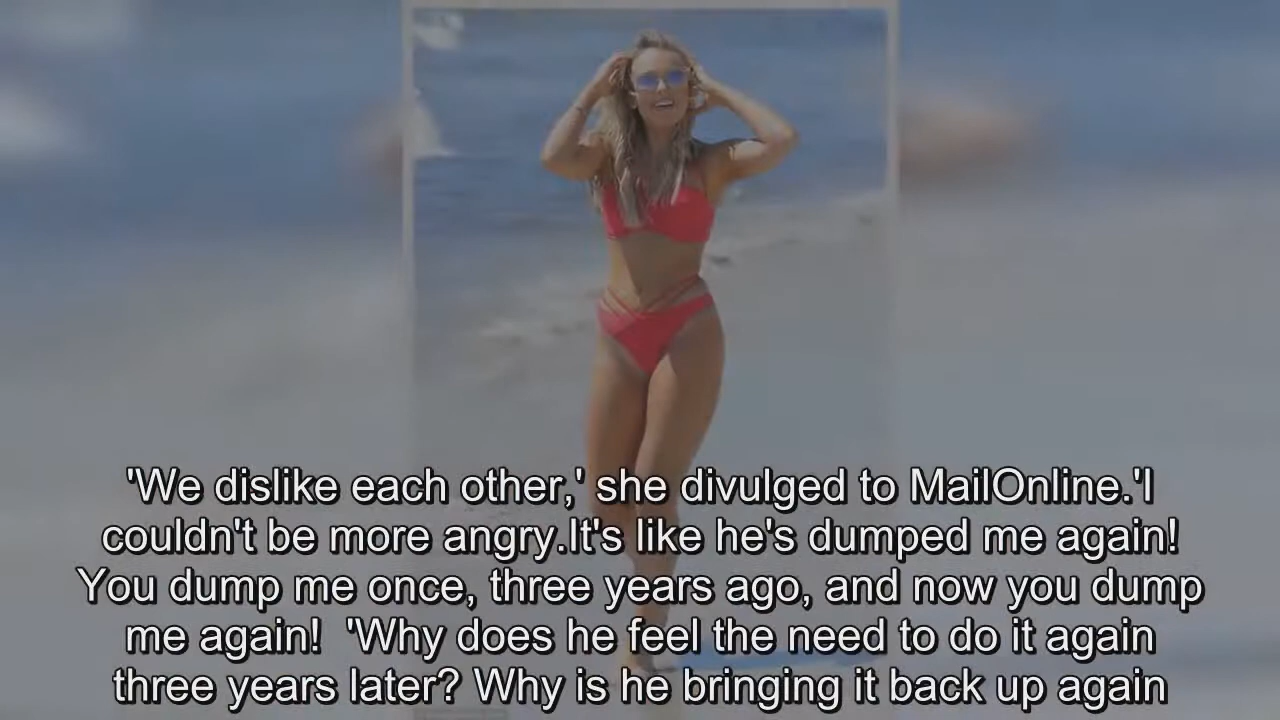 'We dislike each other,' she divulged to MailOnline.'I
couldn't be more angry.It's like he's dumped me again!
You dump me once, three years ago, and now you dump
me again!  'Why does he feel the need to do it again
three years later? Why is he bringing it back up again